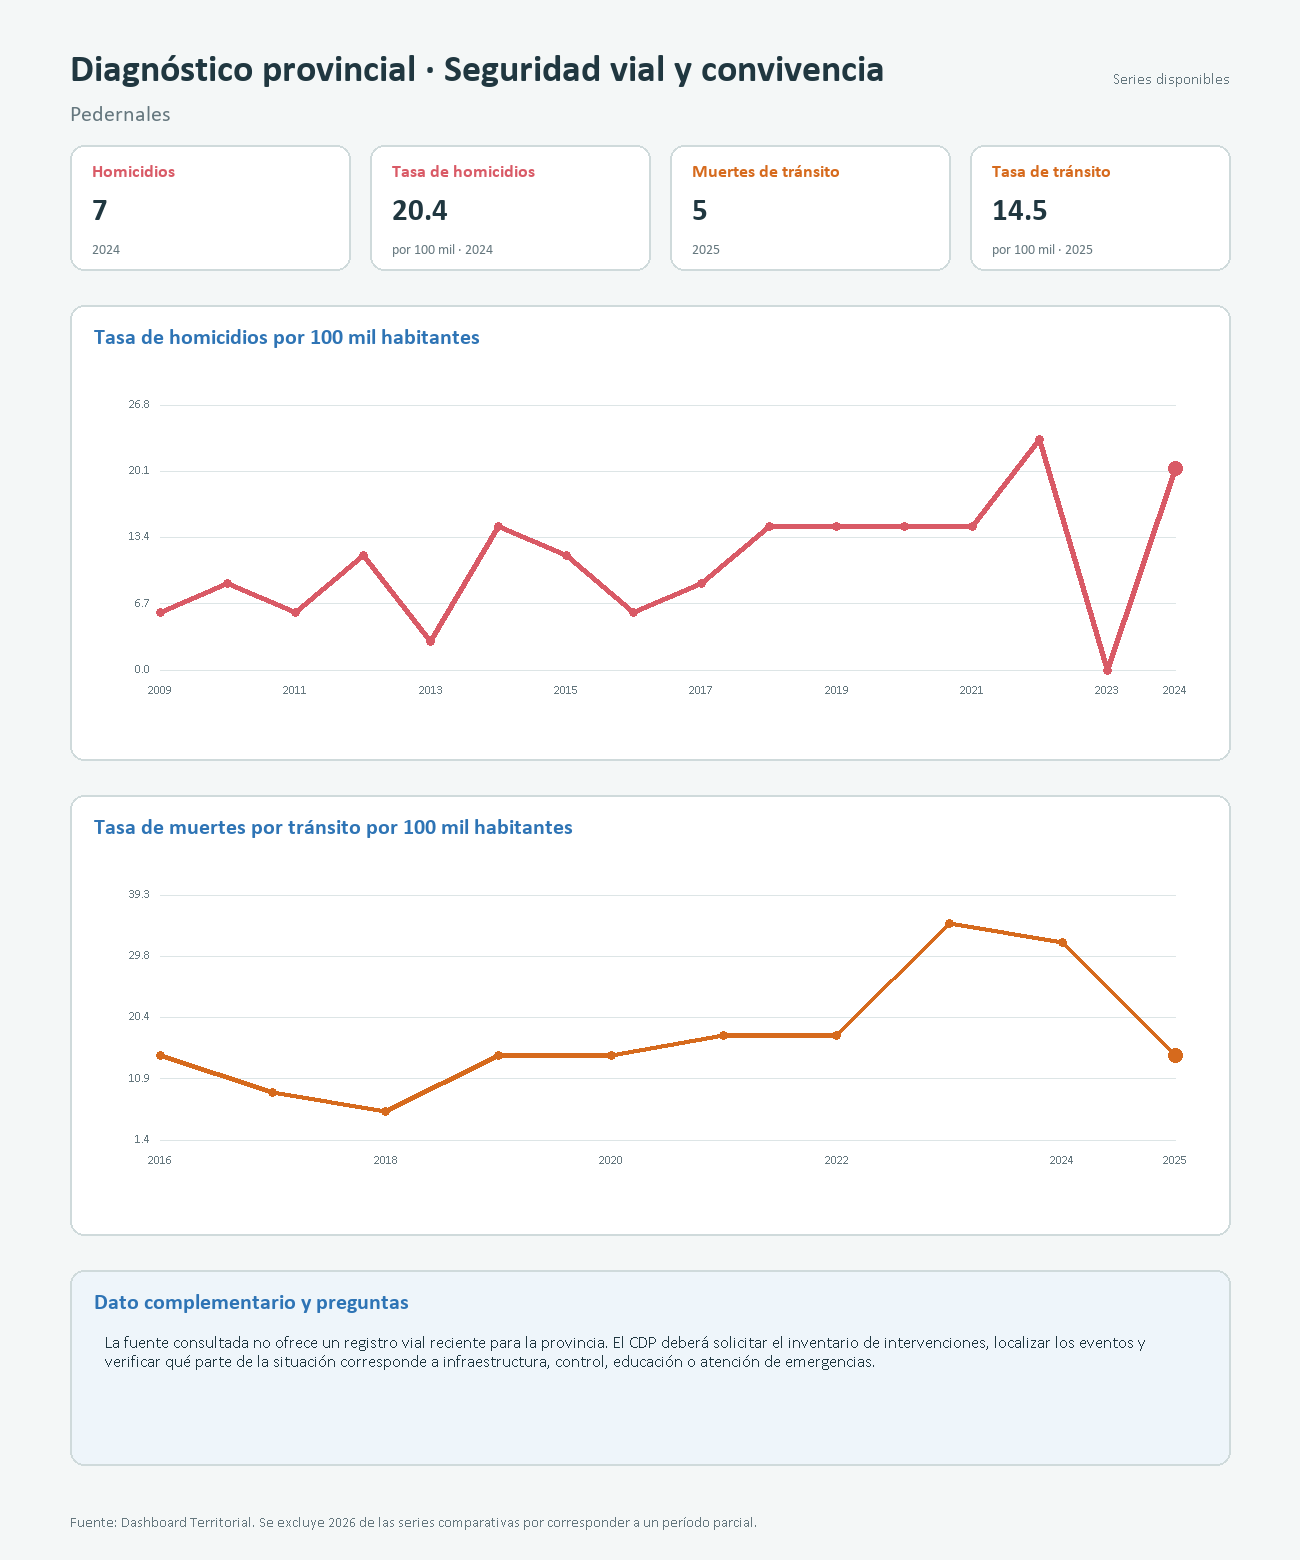 Diagnóstico provincial · Seguridad vial y convivencia
Series disponibles
Pedernales
Homicidios
7
2024
Tasa de homicidios
20.4
por 100 mil · 2024
Muertes de tránsito
5
2025
Tasa de tránsito
14.5
por 100 mil · 2025
Tasa de homicidios por 100 mil habitantes
26.8
20.1
13.4
6.7
0.0
2009 2011 2013 2015 2017 2019 2021 2023 2024
Tasa de muertes por tránsito por 100 mil habitantes
39.3
29.8
20.4
10.9
1.4
2016 2018 2020 2022 2024 2025
Dato complementario y preguntas
La fuente consultada no ofrece un registro vial reciente para la provincia. El CDP deberá solicitar el inventario de intervenciones, localizar los eventos y
verificar qué parte de la situación corresponde a infraestructura, control, educación o atención de emergencias.
Fuente: Dashboard Territorial. Se excluye 2026 de las series comparativas por corresponder a un período parcial.